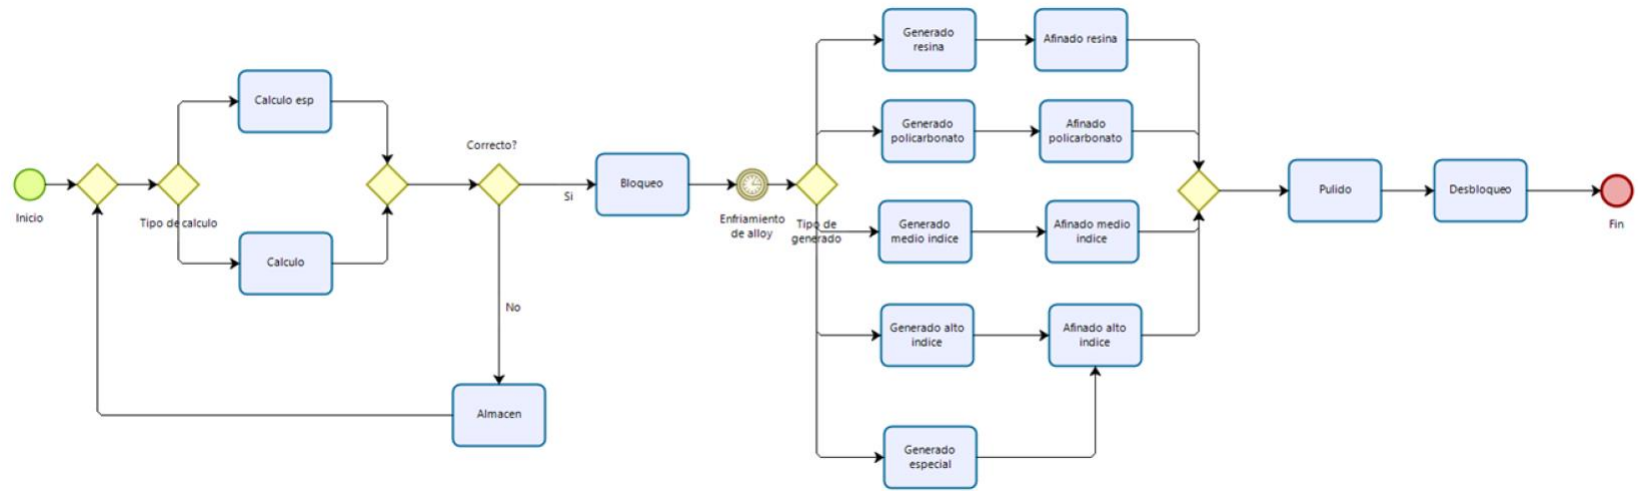 Inicio
Tipo de calculo
Calculo esp
Calculo
Correcto?
Si
No
Almacen
Bloqueo
Enfriamiento
de alloy
Tipo de
generado
Generado
resina
Afinado resina
Generado
policarbonato
Afinado
policarbonato
Generado
medio indice
Afinado medio
indice
Generado alto
indice
Afinado alto
indice
Generado
especial
Pulido
Desbloqueo
Fin